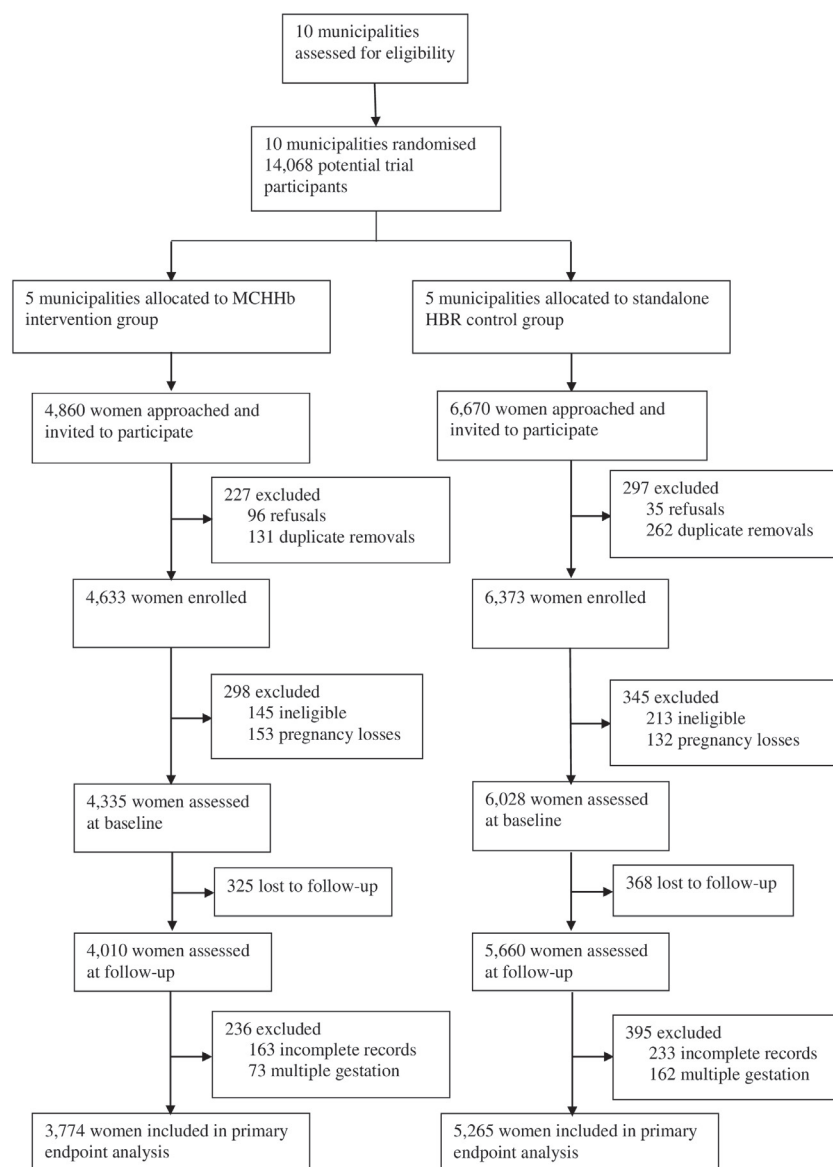 10 municipalities
assessed for eligibility
10 municipalities randomised
14,068 potential trial
participants
5 municipalities allocated to MCHHb
intervention group
5 municipalities allocated to standalone
HBR control group
4,860 women approached and
invited to participate
6,670 women approached and
invited to participate
227 excluded
96 refusals
131 duplicate removals
297 excluded
35 refusals
262 duplicate removals
4,633 women enrolled
6,373 women enrolled
298 excluded
145 ineligible
153 pregnancy losses
345 excluded
213 ineligible
132 pregnancy losses
4,335 women assessed
at baseline
6,028 women assessed
at baseline
325 lost to follow-up
368 lost to follow-up
4,010 women assessed
at follow-up
5,660 women assessed
at follow-up
236 excluded
163 incomplete records
73 multiple gestation
395 excluded
233 incomplete records
162 multiple gestation
3,774 women included in primary
endpoint analysis
5,265 women included in primary
endpoint analysis